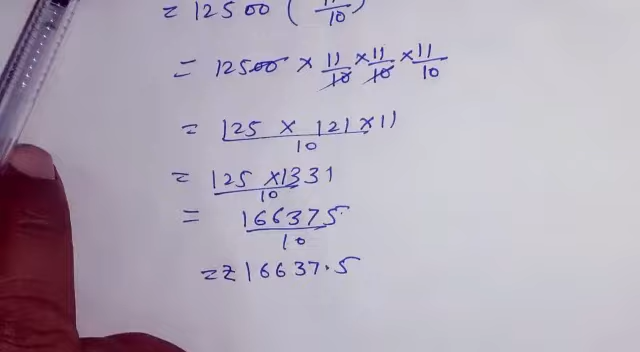 = 12500 (11/10)
= 12500 × 11/10 × 11/10 × 11/10
= 125 × 121 × 11/10
= 125 × 1331/10
= 166375/10
= ₹16637.5